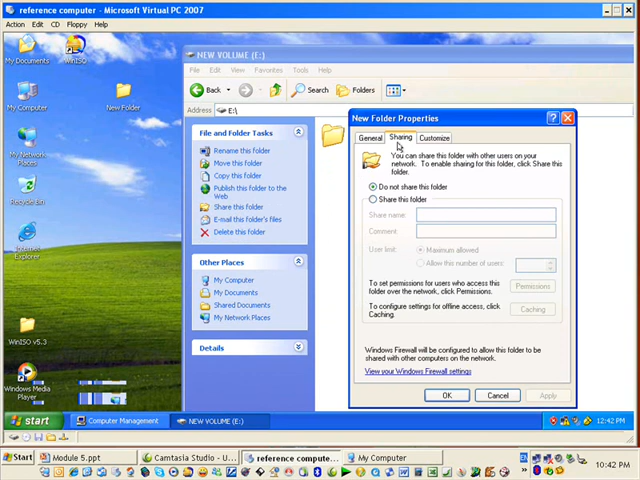 reference computer - Microsoft Virtual PC 2007
Action Edit CD Floppy Help
My Documents
WinISO
My Computer
New Folder
My Network
Places
Recycle Bin
Internet
Explorer
WinISO v5.3
Windows Media
Player
NEW VOLUME (E:)
File Edit View Favorites Tools Help
Back Search Folders
Address E:\
File and Folder Tasks
Rename this folder
Move this folder
Copy this folder
Publish this folder to the
Web
Share this folder
E-mail this folder's files
Delete this folder
Other Places
My Computer
My Documents
Shared Documents
My Network Places
Details
New Folder Properties
General Sharing Customize
You can share this folder with other users on your
network. To enable sharing for this folder, click Share this
folder.
Do not share this folder
Share this folder
Share name:
Comment:
User limit: Maximum allowed
Allow this number of users:
To set permissions for users who access this
folder over the network, click Permissions.
Permissions
To configure settings for offline access, click
Caching.
Caching
Windows Firewall will be configured to allow this folder to be
shared with other computers on the network.
View your Windows Firewall settings
OK Cancel Apply
start Computer Management NEW VOLUME (E:) 12:42 PM
Start Module 5.ppt Camtasia Studio - U... reference compute... My Computer EN 10:42 PM